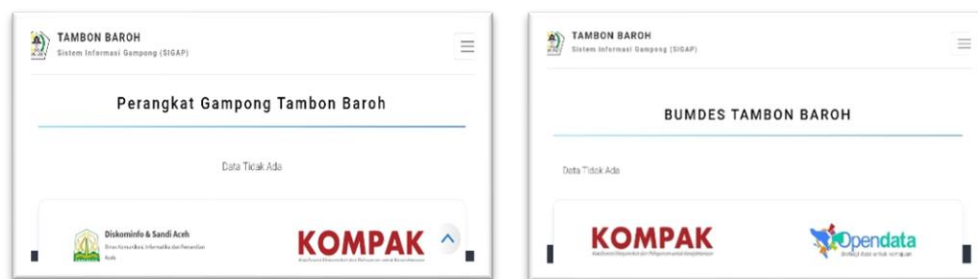 TAMBON BAROH
Sistem Informasi Gampong (SIGAP)
Perangkat Gampong Tambon Baroh
Data Tidak Ada
Diskominfo & Sandi Aceh
Aceh
KOMPAK
TAMBON BAROH
Sistem Informasi Gampong (SIGAP)
BUMDES TAMBON BAROH
Data Tidak Ada
KOMPAK
Opendata